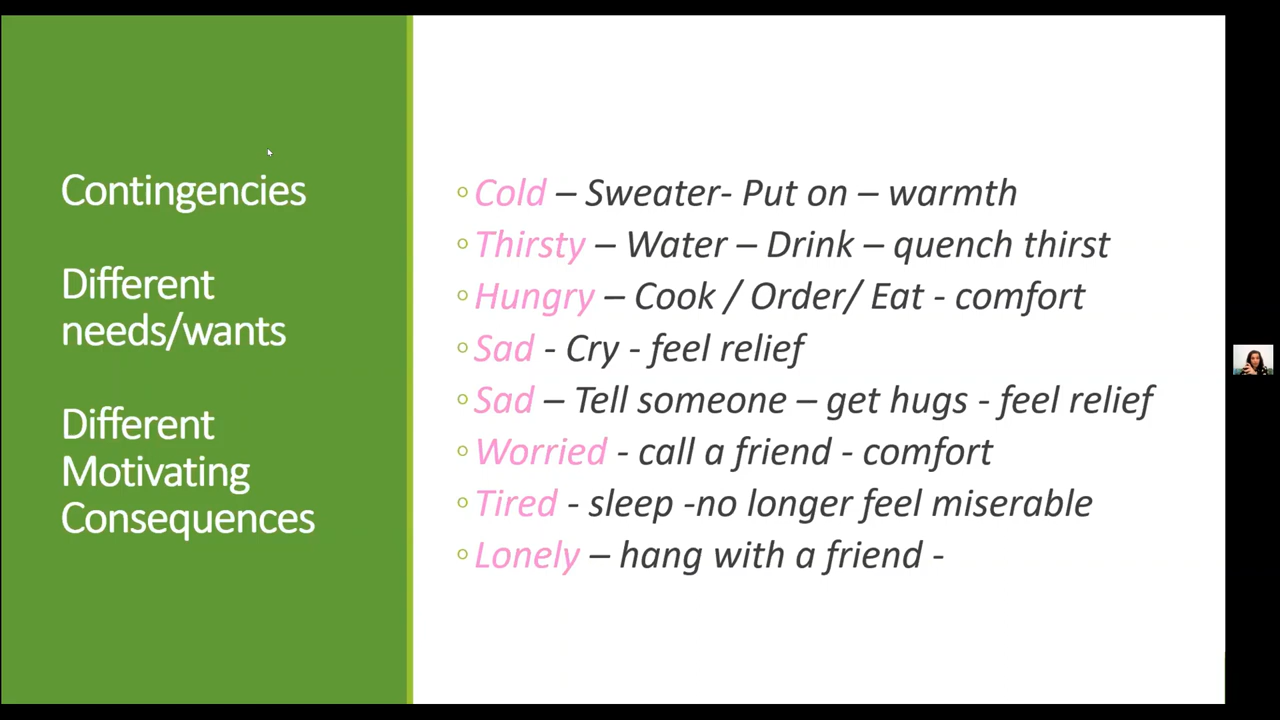 Contingencies
Different
needs/wants
Different
Motivating
Consequences
Cold – Sweater- Put on – warmth
Thirsty – Water – Drink – quench thirst
Hungry – Cook / Order/ Eat - comfort
Sad - Cry - feel relief
Sad – Tell someone – get hugs - feel relief
Worried - call a friend - comfort
Tired - sleep -no longer feel miserable
Lonely – hang with a friend -